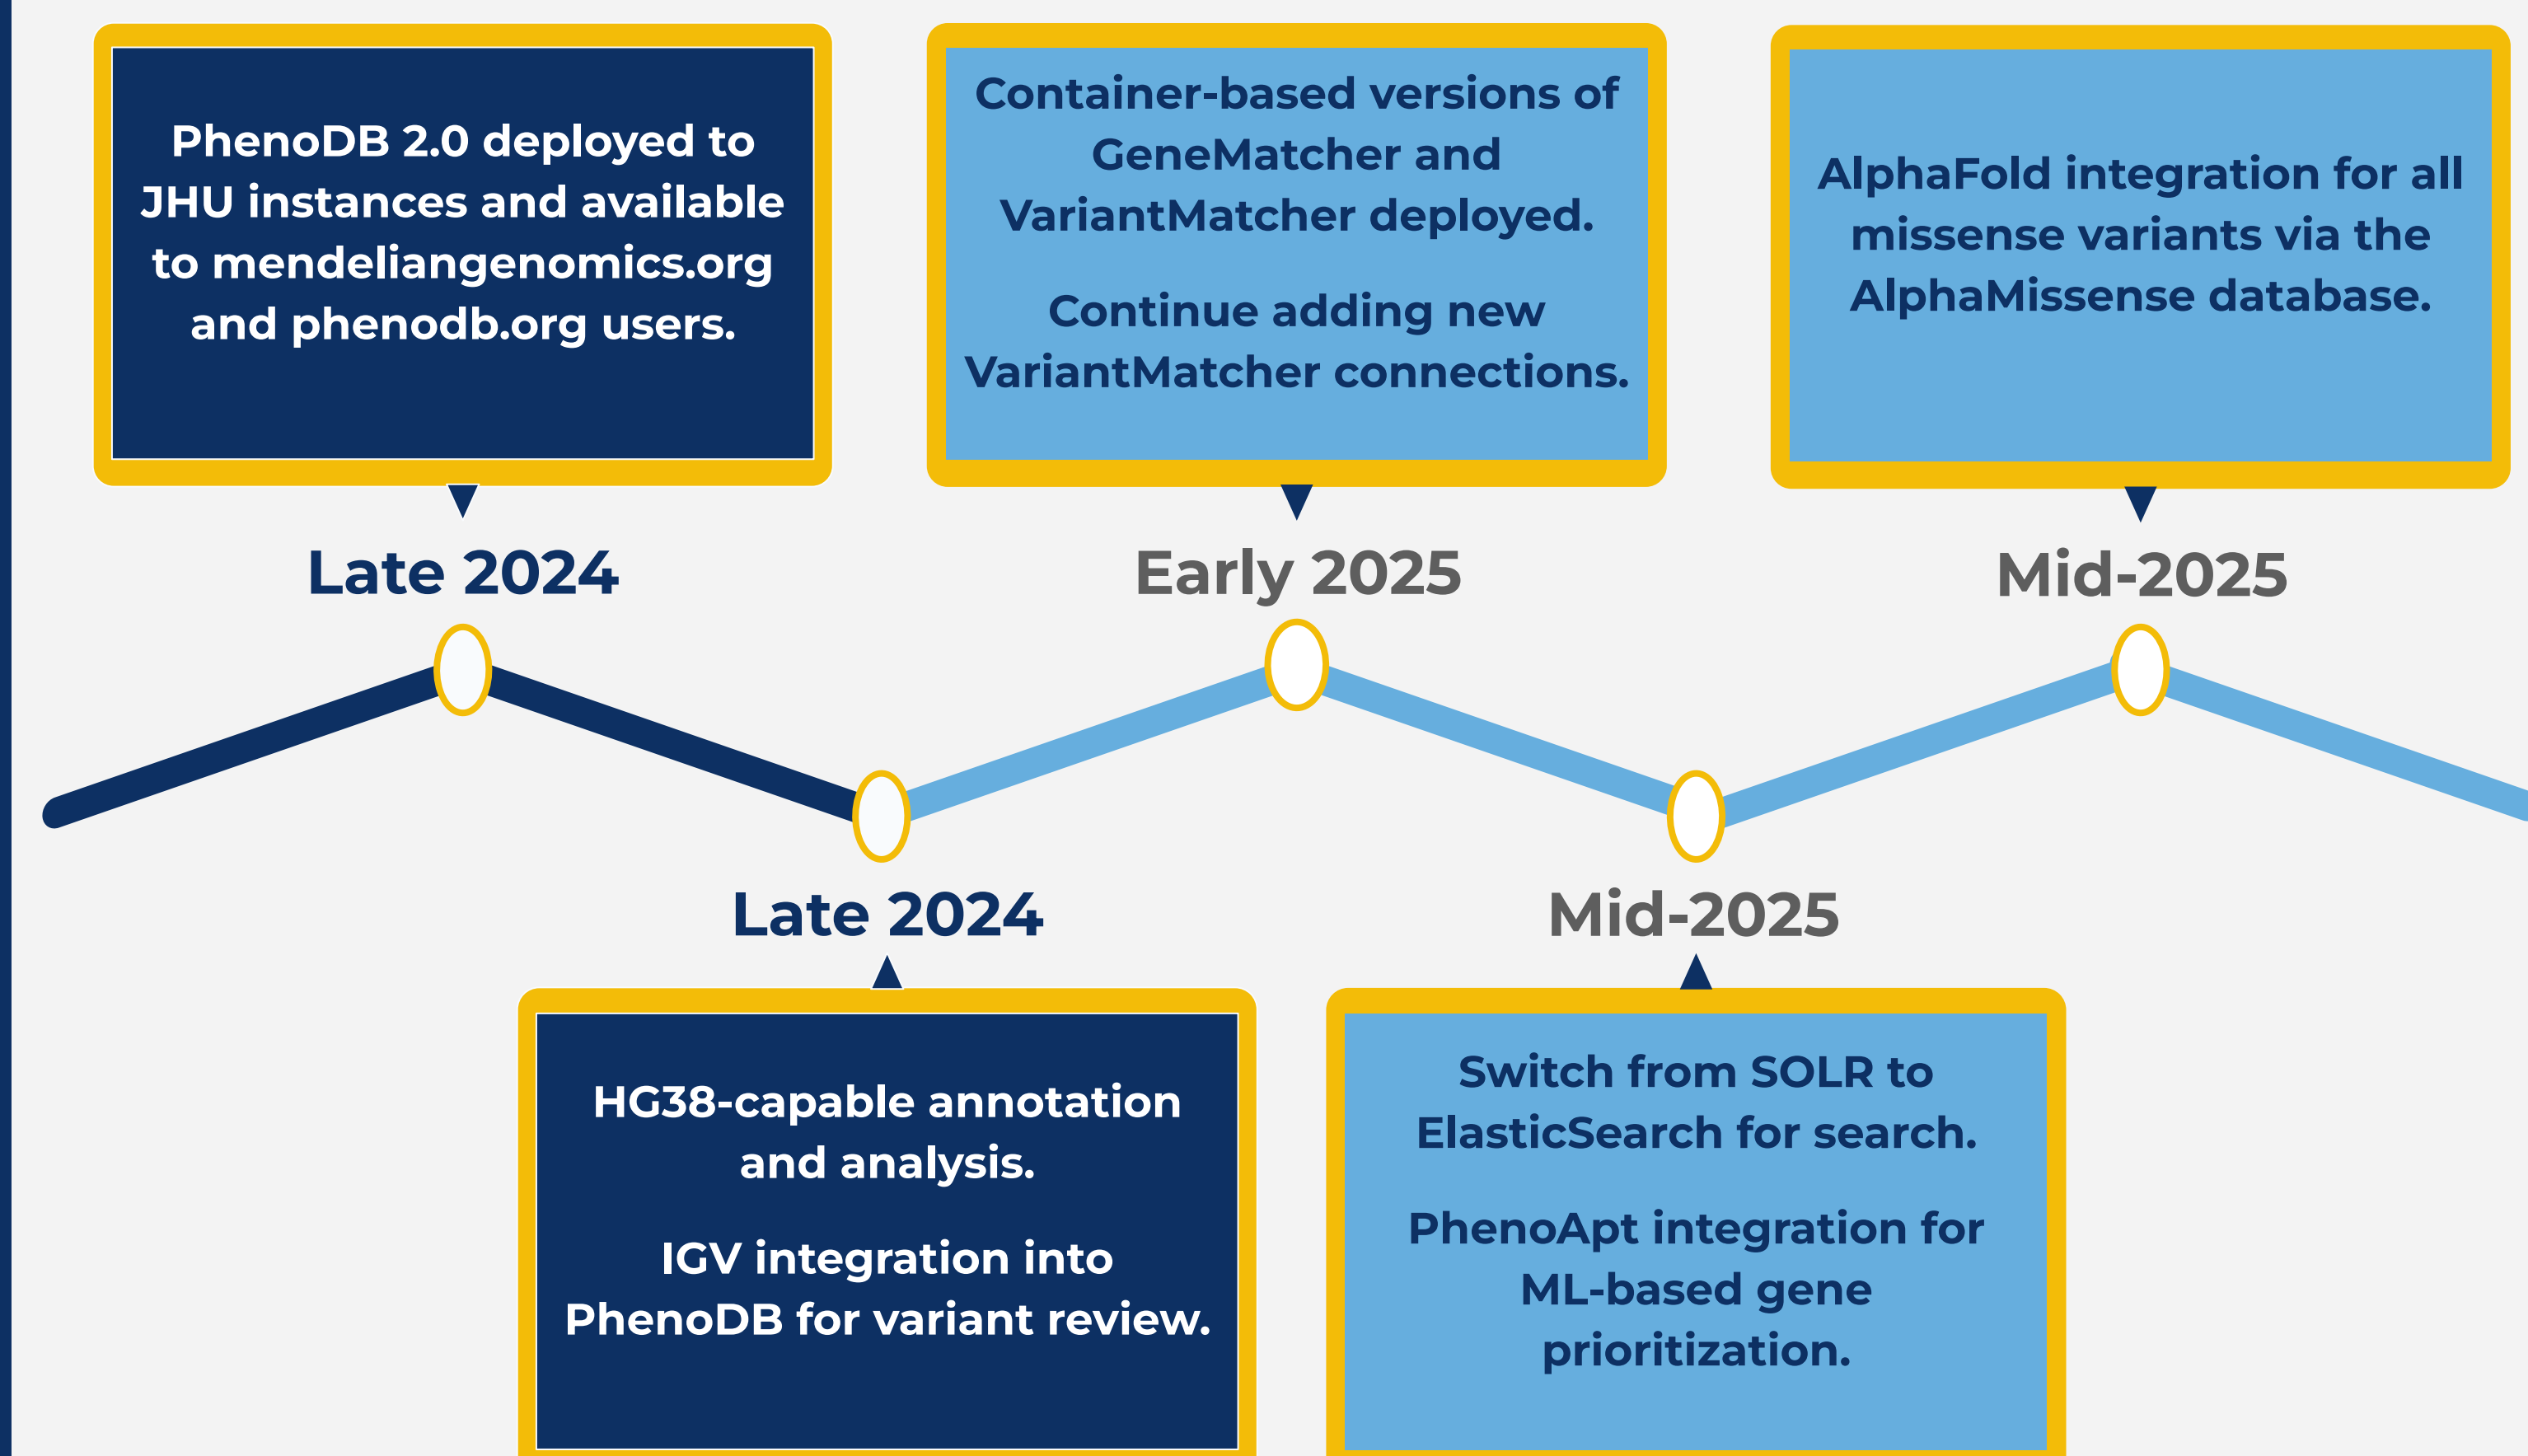 PhenoDB 2.0 deployed to
JHU instances and available
to mendeliangenomics.org
and phenodb.org users.
Late 2024
Container-based versions of
GeneMatcher and
VariantMatcher deployed.
Continue adding new
VariantMatcher connections.
Early 2025
AlphaFold integration for all
missense variants via the
AlphaMissense database.
Mid-2025
Late 2024
HG38-capable annotation
and analysis.
IGV integration into
PhenoDB for variant review.
Mid-2025
Switch from SOLR to
ElasticSearch for search.
PhenoApt integration for
ML-based gene
prioritization.